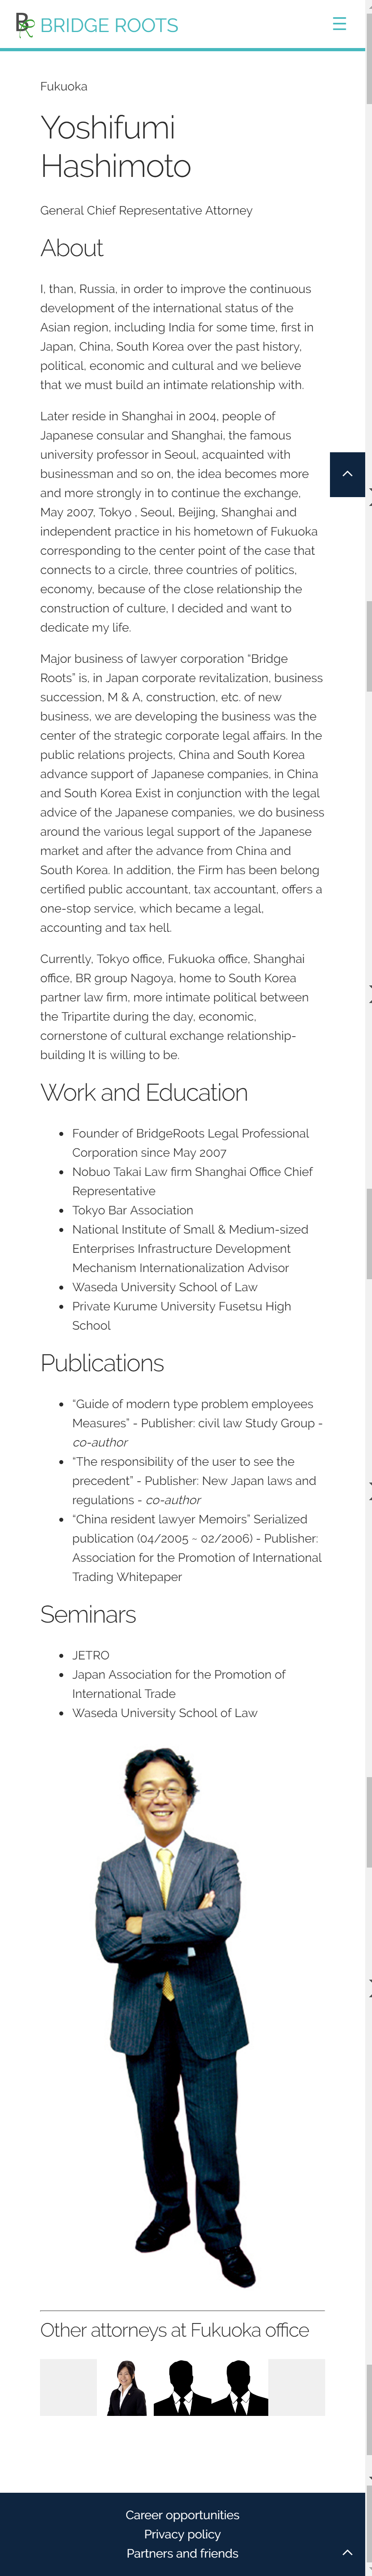 BR BRIDGE ROOTS
Fukuoka
Yoshifumi
Hashimoto
General Chief Representative Attorney
About
I, than, Russia, in order to improve the continuous
development of the international status of the
Asian region, including India for some time, first in
Japan, China, South Korea over the past history,
political, economic and cultural and we believe
that we must build an intimate relationship with.
Later reside in Shanghai in 2004, people of
Japanese consular and Shanghai, the famous
university professor in Seoul, acquainted with
businessman and so on, the idea becomes more
and more strongly in to continue the exchange,
May 2007, Tokyo , Seoul, Beijing, Shanghai and
independent practice in his hometown of Fukuoka
corresponding to the center point of the case that
connects to a circle, three countries of politics,
economy, because of the close relationship the
construction of culture, I decided and want to
dedicate my life.
Major business of lawyer corporation “Bridge
Roots” is, in Japan corporate revitalization, business
succession, M & A, construction, etc. of new
business, we are developing the business was the
center of the strategic corporate legal affairs. In the
public relations projects, China and South Korea
advance support of Japanese companies, in China
and South Korea Exist in conjunction with the legal
advice of the Japanese companies, we do business
around the various legal support of the Japanese
market and after the advance from China and
South Korea. In addition, the Firm has been belong
certified public accountant, tax accountant, offers a
one-stop service, which became a legal,
accounting and tax hell.
Currently, Tokyo office, Fukuoka office, Shanghai
office, BR group Nagoya, home to South Korea
partner law firm, more intimate political between
the Tripartite during the day, economic,
cornerstone of cultural exchange relationship-
building It is willing to be.
Work and Education
• Founder of BridgeRoots Legal Professional
Corporation since May 2007
• Nobuo Takai Law firm Shanghai Office Chief
Representative
• Tokyo Bar Association
• National Institute of Small & Medium-sized
Enterprises Infrastructure Development
Mechanism Internationalization Advisor
• Waseda University School of Law
• Private Kurume University Fusetsu High
School
Publications
• “Guide of modern type problem employees
Measures” - Publisher: civil law Study Group -
co-author
• “The responsibility of the user to see the
precedent” - Publisher: New Japan laws and
regulations - co-author
• “China resident lawyer Memoirs” Serialized
publication (04/2005 ~ 02/2006) - Publisher:
Association for the Promotion of International
Trading Whitepaper
Seminars
• JETRO
• Japan Association for the Promotion of
International Trade
• Waseda University School of Law
Other attorneys at Fukuoka office
Career opportunities
Privacy policy
Partners and friends